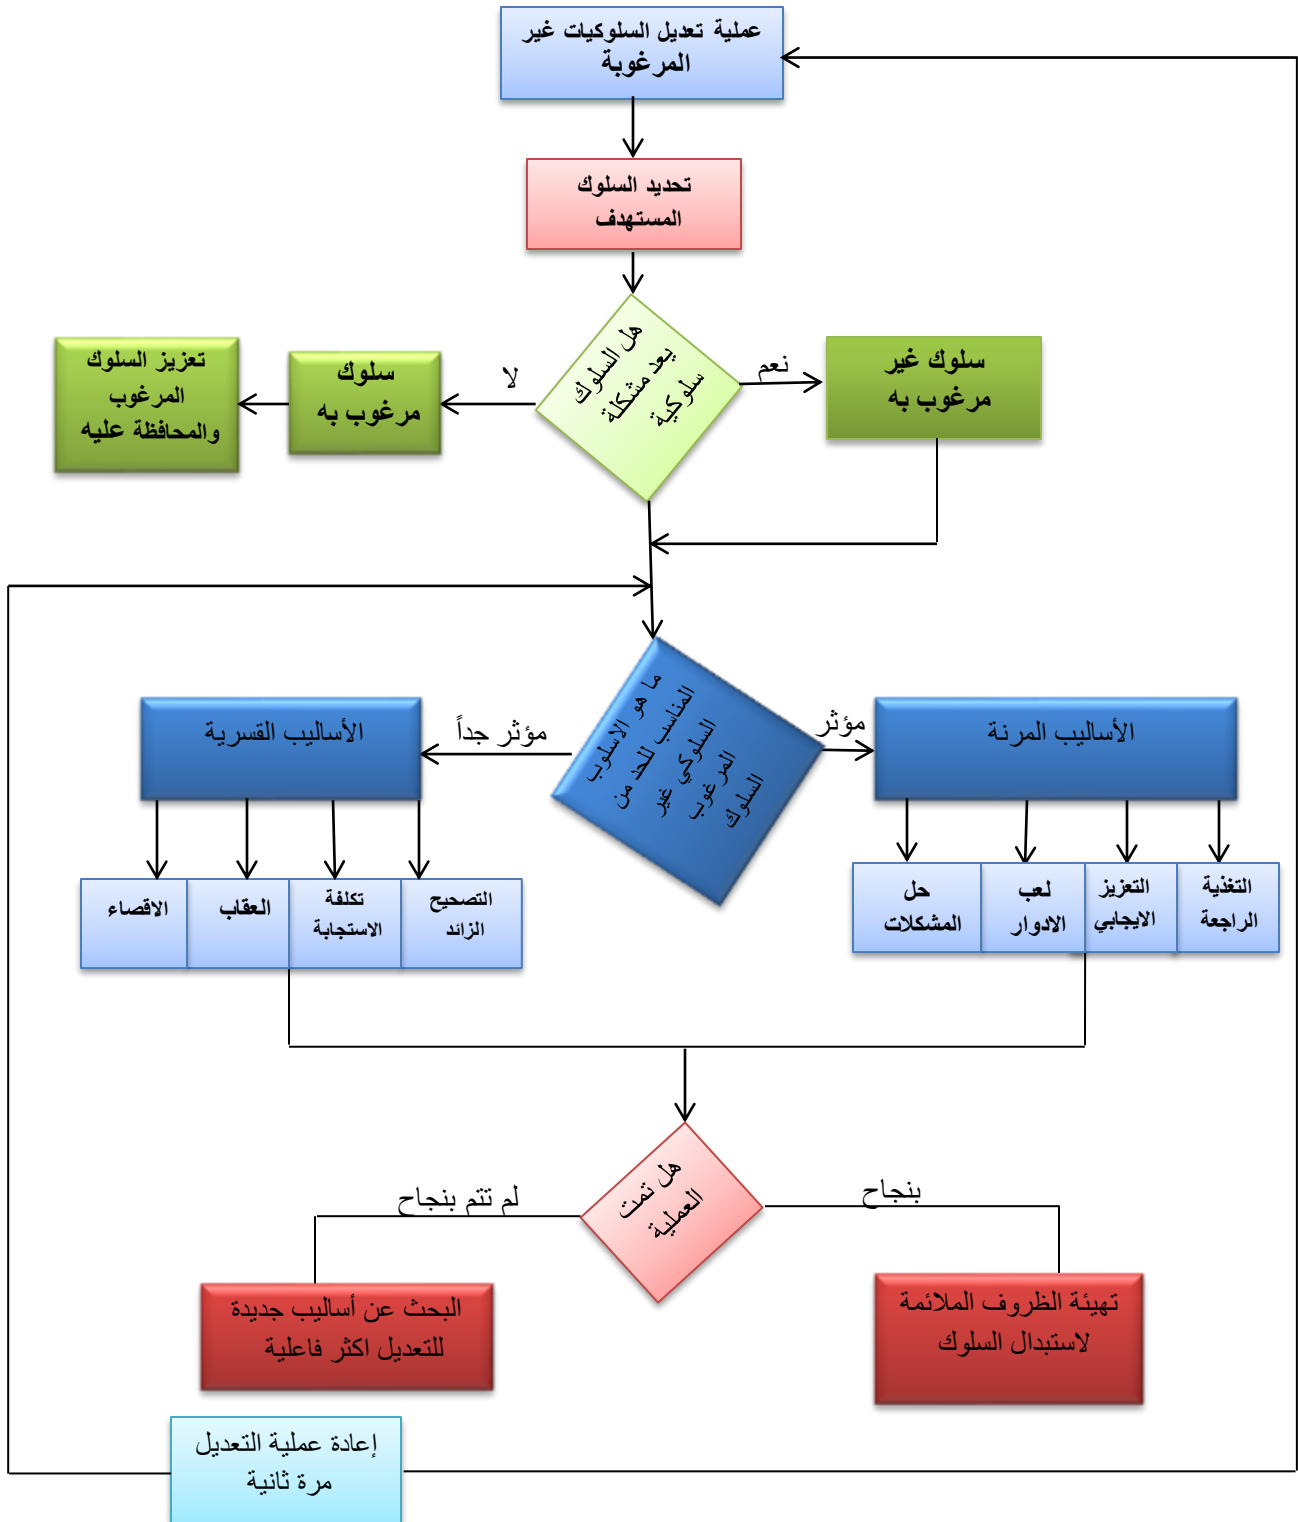 عملية تعديل السلوكيات غير
المرغوبة
تحديد السلوك
المستهدف
هل السلوك
يعد مشكلة
سلوكية
نعم
سلوك غير
مرغوب به
لا
سلوك
مرغوب به
تعزيز السلوك
المرغوب
والمحافظة عليه
ما هو الاسلوب
المناسب للحد من
السلوكي غير
المرغوب
السلوك
مؤثر
الأساليب المرنة
مؤثر جداً
الأساليب القسرية
التغذية
الراجعة
التعزيز
الايجابي
لعب
الادوار
حل
المشكلات
التصحيح
الزائد
تكلفة
الاستجابة
العقاب
الاقصاء
هل تمت
العملية
بنجاح
لم تتم بنجاح
تهيئة الظروف الملائمة
لاستبدال السلوك
البحث عن أساليب جديدة
للتعديل اكثر فاعلية
إعادة عملية التعديل
مرة ثانية